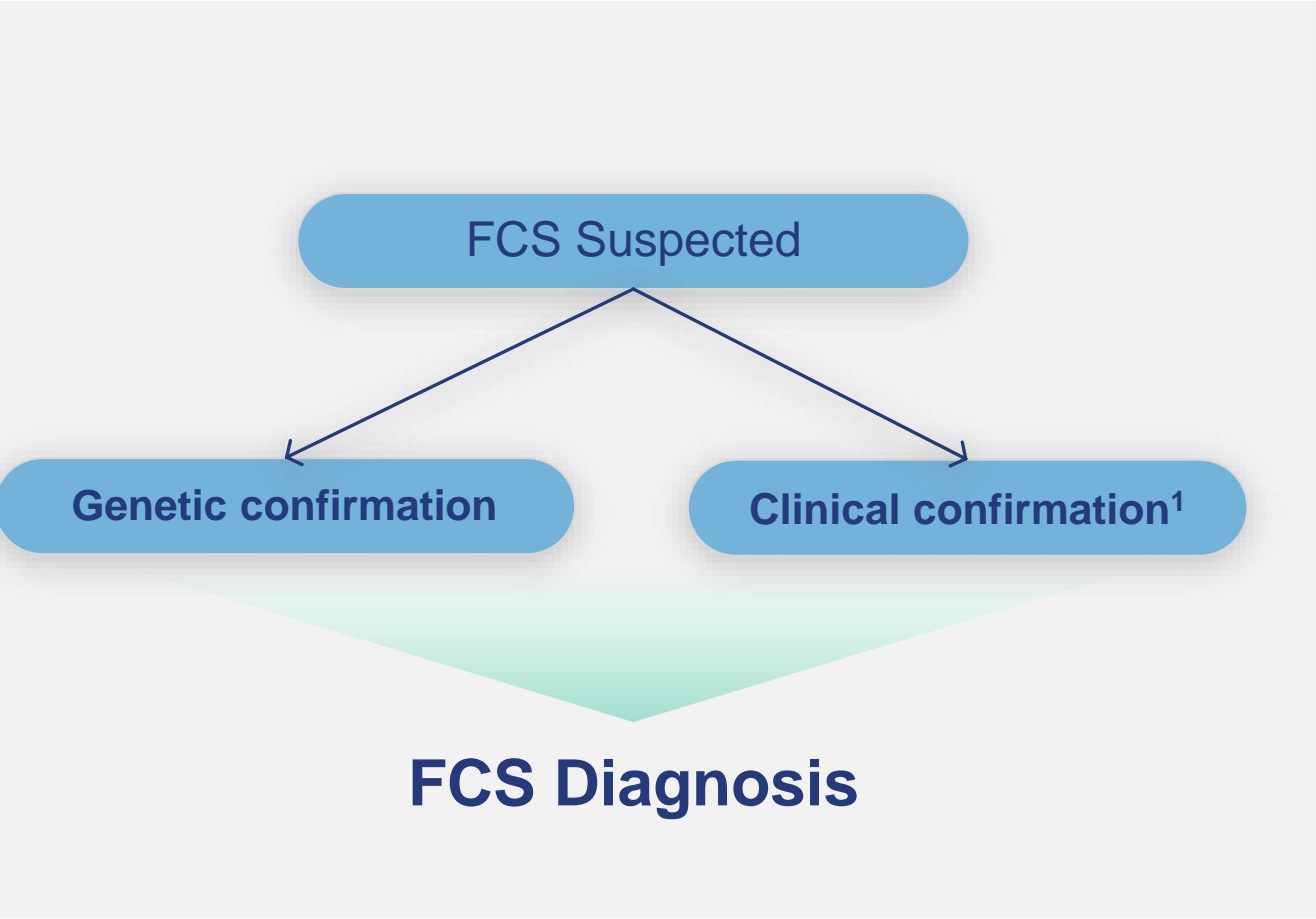 FCS Suspected
Genetic confirmation
Clinical confirmation¹
FCS Diagnosis